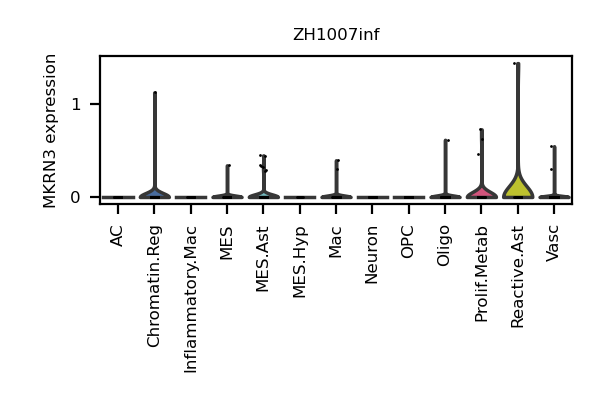 ZH1007inf
MKRN3 expression
1
0
AC
Chromatin.Reg
Inflammatory.Mac
MES
MES.Ast
MES.Hyp
Mac
Neuron
OPC
Oligo
Prolif.Metab
Reactive.Ast
Vasc